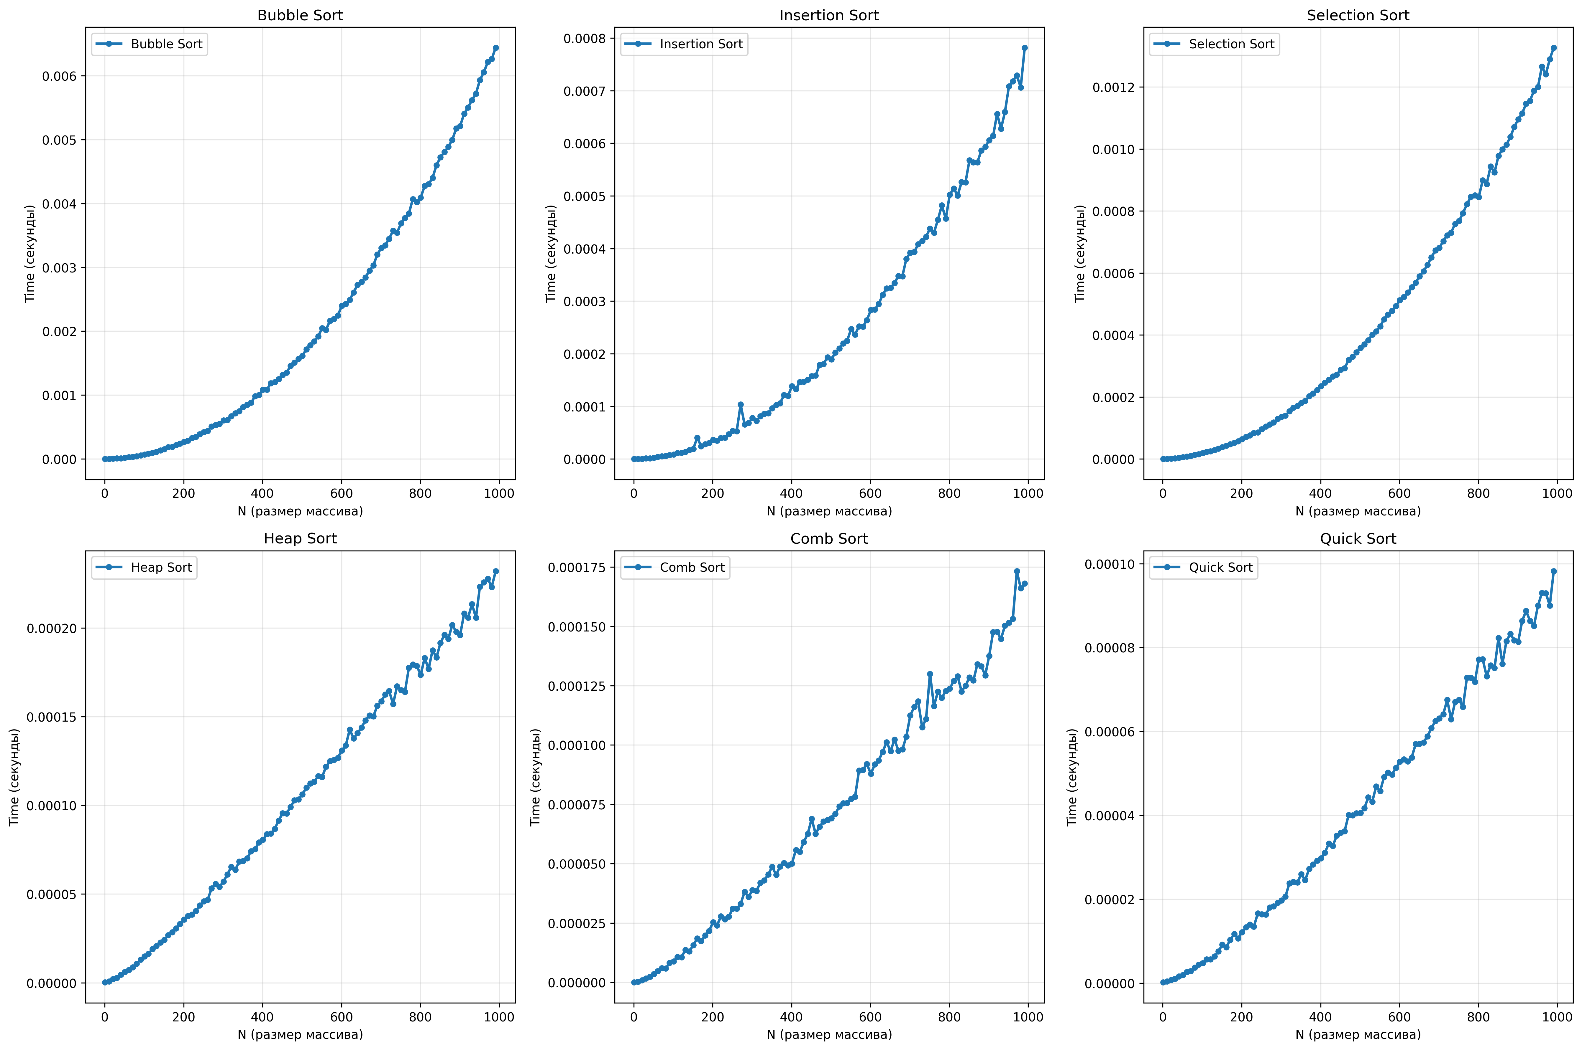 Bubble Sort
Bubble Sort
0.006
0.005
0.004
0.003
0.002
0.001
0.000
Time (секунды)
0 200 400 600 800 1000
N (размер массива)
Insertion Sort
Insertion Sort
0.0008
0.0007
0.0006
0.0005
0.0004
0.0003
0.0002
0.0001
0.0000
Time (секунды)
0 200 400 600 800 1000
N (размер массива)
Selection Sort
Selection Sort
0.0012
0.0010
0.0008
0.0006
0.0004
0.0002
0.0000
Time (секунды)
0 200 400 600 800 1000
N (размер массива)
Heap Sort
Heap Sort
0.00020
0.00015
0.00010
0.00005
0.00000
Time (секунды)
0 200 400 600 800 1000
N (размер массива)
Comb Sort
Comb Sort
0.000175
0.000150
0.000125
0.000100
0.000075
0.000050
0.000025
0.000000
Time (секунды)
0 200 400 600 800 1000
N (размер массива)
Quick Sort
Quick Sort
0.00010
0.00008
0.00006
0.00004
0.00002
0.00000
Time (секунды)
0 200 400 600 800 1000
N (размер массива)